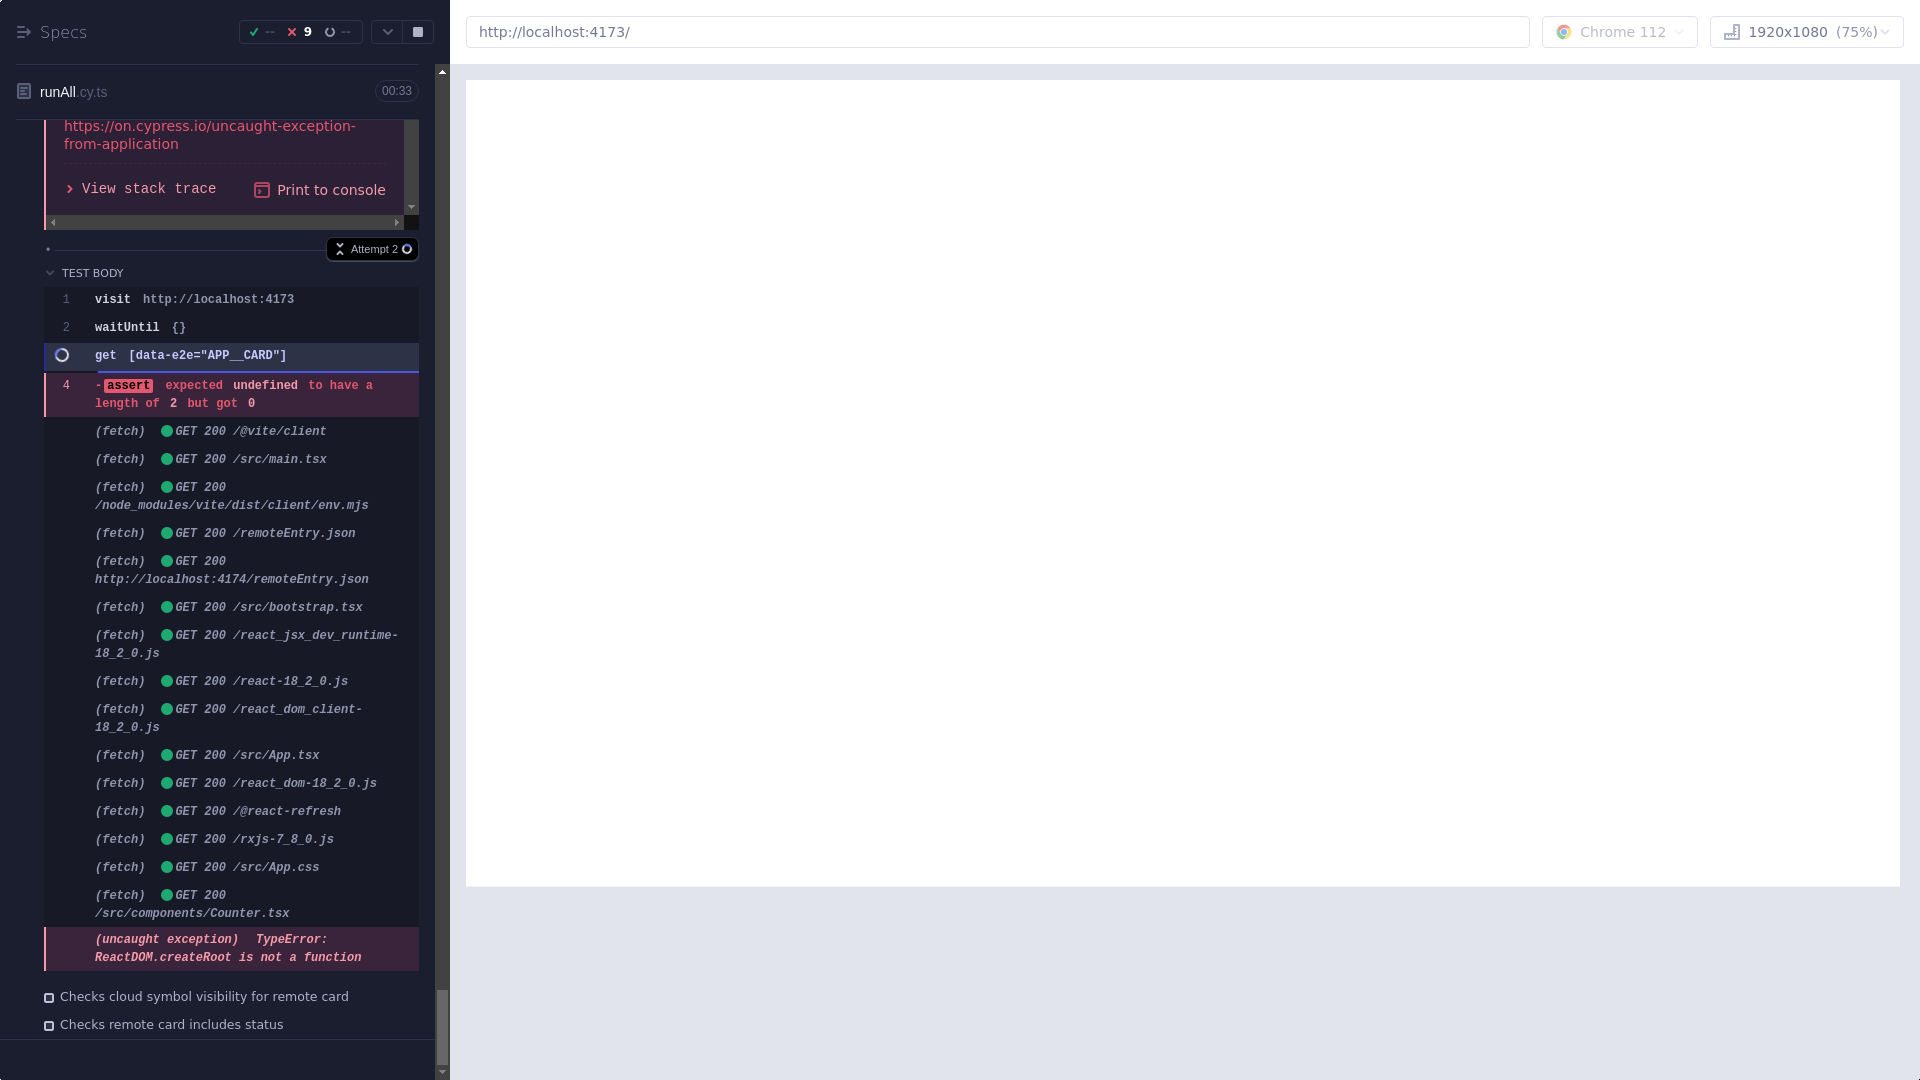 Specs
-- 9 --
runAll.cy.ts 00:33
https://on.cypress.io/uncaught-exception-
from-application
View stack trace Print to console
Attempt 2
TEST BODY
1 visit http://localhost:4173
2 waitUntil {}
get [data-e2e="APP__CARD"]
4 -assert expected undefined to have a
length of 2 but got 0
(fetch) GET 200 /@vite/client
(fetch) GET 200 /src/main.tsx
(fetch) GET 200
/node_modules/vite/dist/client/env.mjs
(fetch) GET 200 /remoteEntry.json
(fetch) GET 200
http://localhost:4174/remoteEntry.json
(fetch) GET 200 /src/bootstrap.tsx
(fetch) GET 200 /react_jsx_dev_runtime-
18_2_0.js
(fetch) GET 200 /react-18_2_0.js
(fetch) GET 200 /react_dom_client-
18_2_0.js
(fetch) GET 200 /src/App.tsx
(fetch) GET 200 /react_dom-18_2_0.js
(fetch) GET 200 /@react-refresh
(fetch) GET 200 /rxjs-7_8_0.js
(fetch) GET 200 /src/App.css
(fetch) GET 200
/src/components/Counter.tsx
(uncaught exception) TypeError:
ReactDOM.createRoot is not a function
Checks cloud symbol visibility for remote card
Checks remote card includes status
http://localhost:4173/
Chrome 112
1920x1080 (75%)